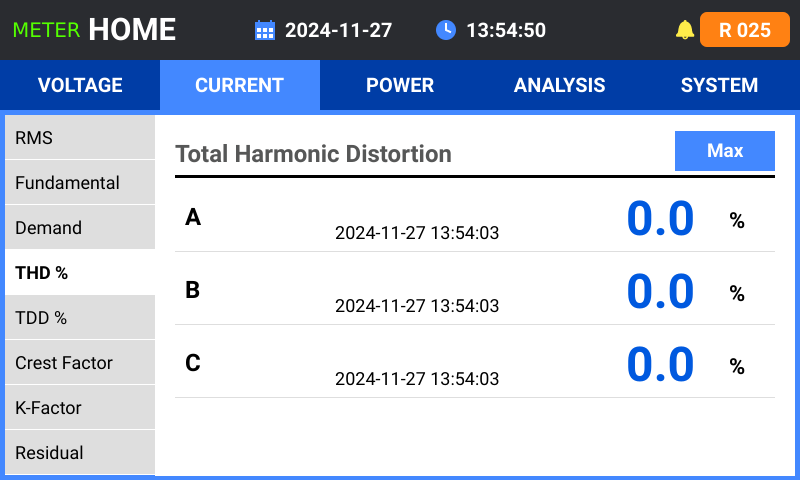 METER HOME 2024-11-27 13:54:50 R 025
VOLTAGE CURRENT POWER ANALYSIS SYSTEM
RMS
Fundamental
Demand
THD %
TDD %
Crest Factor
K-Factor
Residual
Total Harmonic Distortion Max
A 2024-11-27 13:54:03 0.0 %
B 2024-11-27 13:54:03 0.0 %
C 2024-11-27 13:54:03 0.0 %